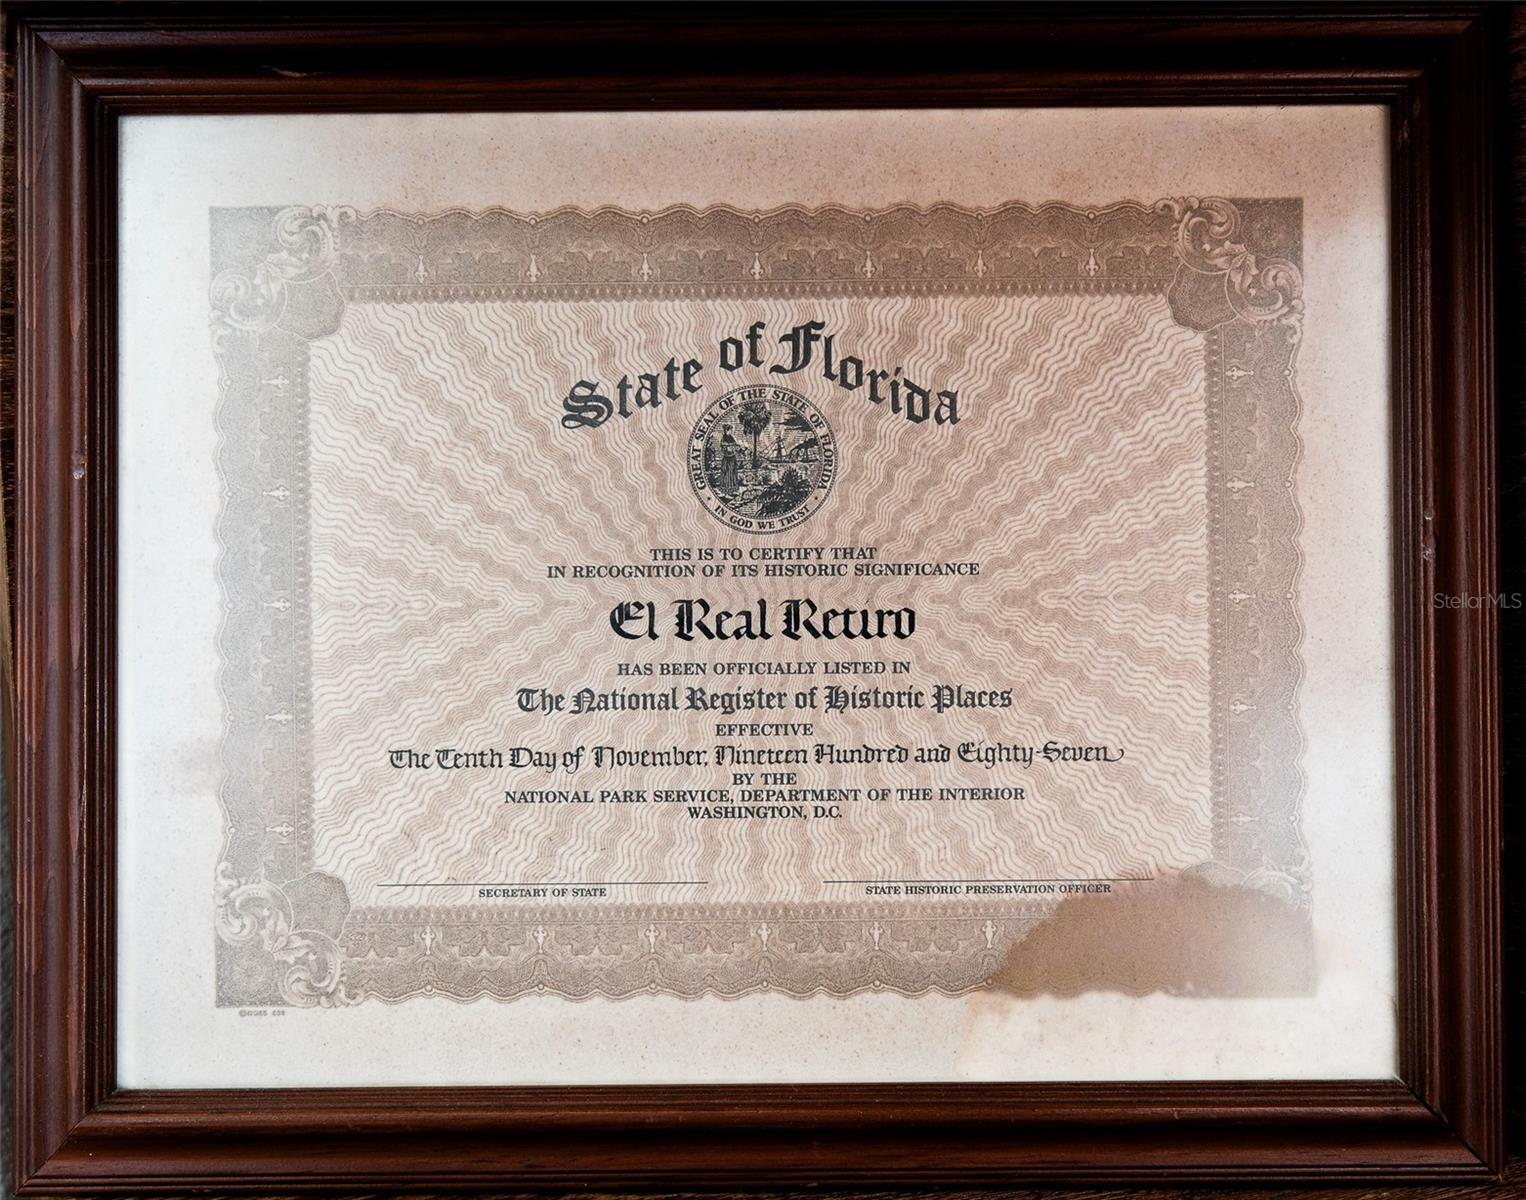 State of Florida
GREAT SEAL OF THE STATE OF FLORIDA
IN GOD WE TRUST
THIS IS TO CERTIFY THAT
IN RECOGNITION OF ITS HISTORIC SIGNIFICANCE
El Real Retiro
HAS BEEN OFFICIALLY LISTED IN
The National Register of Historic Places
EFFECTIVE
The Tenth Day of November, Nineteen Hundred and Eighty-Seven
BY THE
NATIONAL PARK SERVICE, DEPARTMENT OF THE INTERIOR
WASHINGTON, D.C.
SECRETARY OF STATE
STATE HISTORIC PRESERVATION OFFICER
StellarMLS